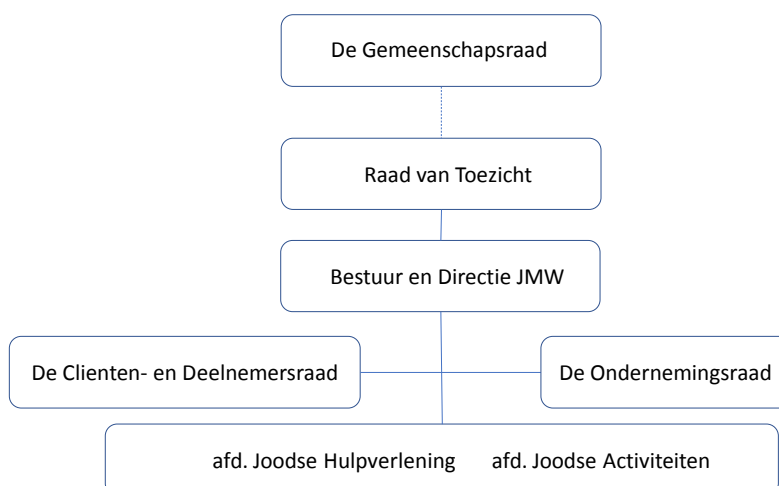 De Gemeenschapsraad
Raad van Toezicht
Bestuur en Directie JMW
De Clienten- en Deelnemersraad
De Ondernemingsraad
afd. Joodse Hulpverlening afd. Joodse Activiteiten